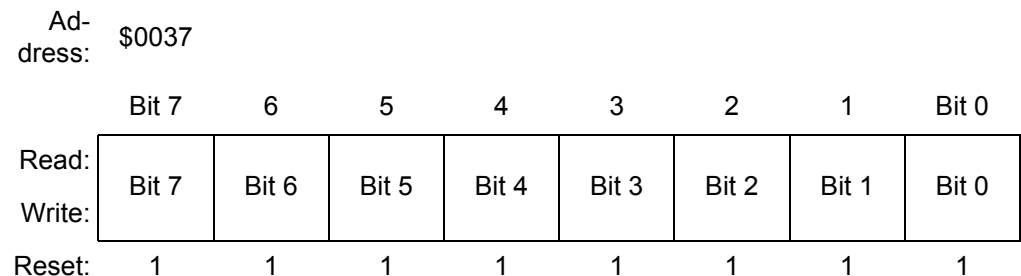 Ad-
dress: $0037
Bit 7 6 5 4 3 2 1 Bit 0
Read:
Bit 7 Bit 6 Bit 5 Bit 4 Bit 3 Bit 2 Bit 1 Bit 0
Write:
Reset: 1 1 1 1 1 1 1 1